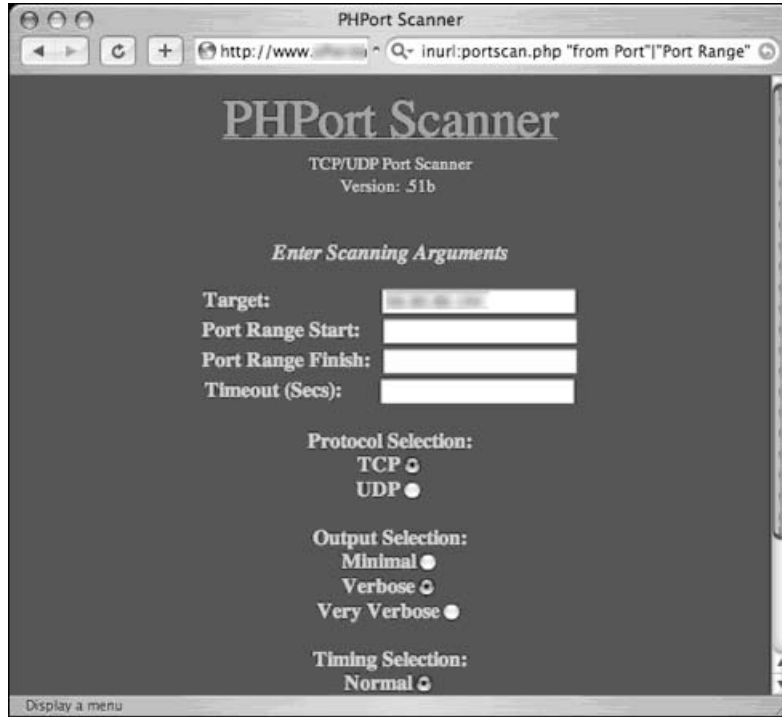 PHPort Scanner
http://www.
inurl:portscan.php "from Port"|"Port Range"
PHPort Scanner
TCP/UDP Port Scanner
Version: .51b
Enter Scanning Arguments
Target:
Port Range Start:
Port Range Finish:
Timeout (Secs):
Protocol Selection:
TCP
UDP
Output Selection:
Minimal
Verbose
Very Verbose
Timing Selection:
Normal
Display a menu